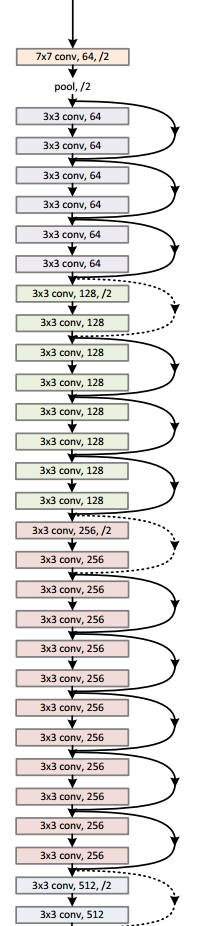 7x7 conv, 64, /2
pool, /2
3x3 conv, 64
3x3 conv, 64
3x3 conv, 64
3x3 conv, 64
3x3 conv, 64
3x3 conv, 64
3x3 conv, 128, /2
3x3 conv, 128
3x3 conv, 128
3x3 conv, 128
3x3 conv, 128
3x3 conv, 128
3x3 conv, 128
3x3 conv, 128
3x3 conv, 256, /2
3x3 conv, 256
3x3 conv, 256
3x3 conv, 256
3x3 conv, 256
3x3 conv, 256
3x3 conv, 256
3x3 conv, 256
3x3 conv, 256
3x3 conv, 256
3x3 conv, 256
3x3 conv, 256
3x3 conv, 512, /2
3x3 conv, 512